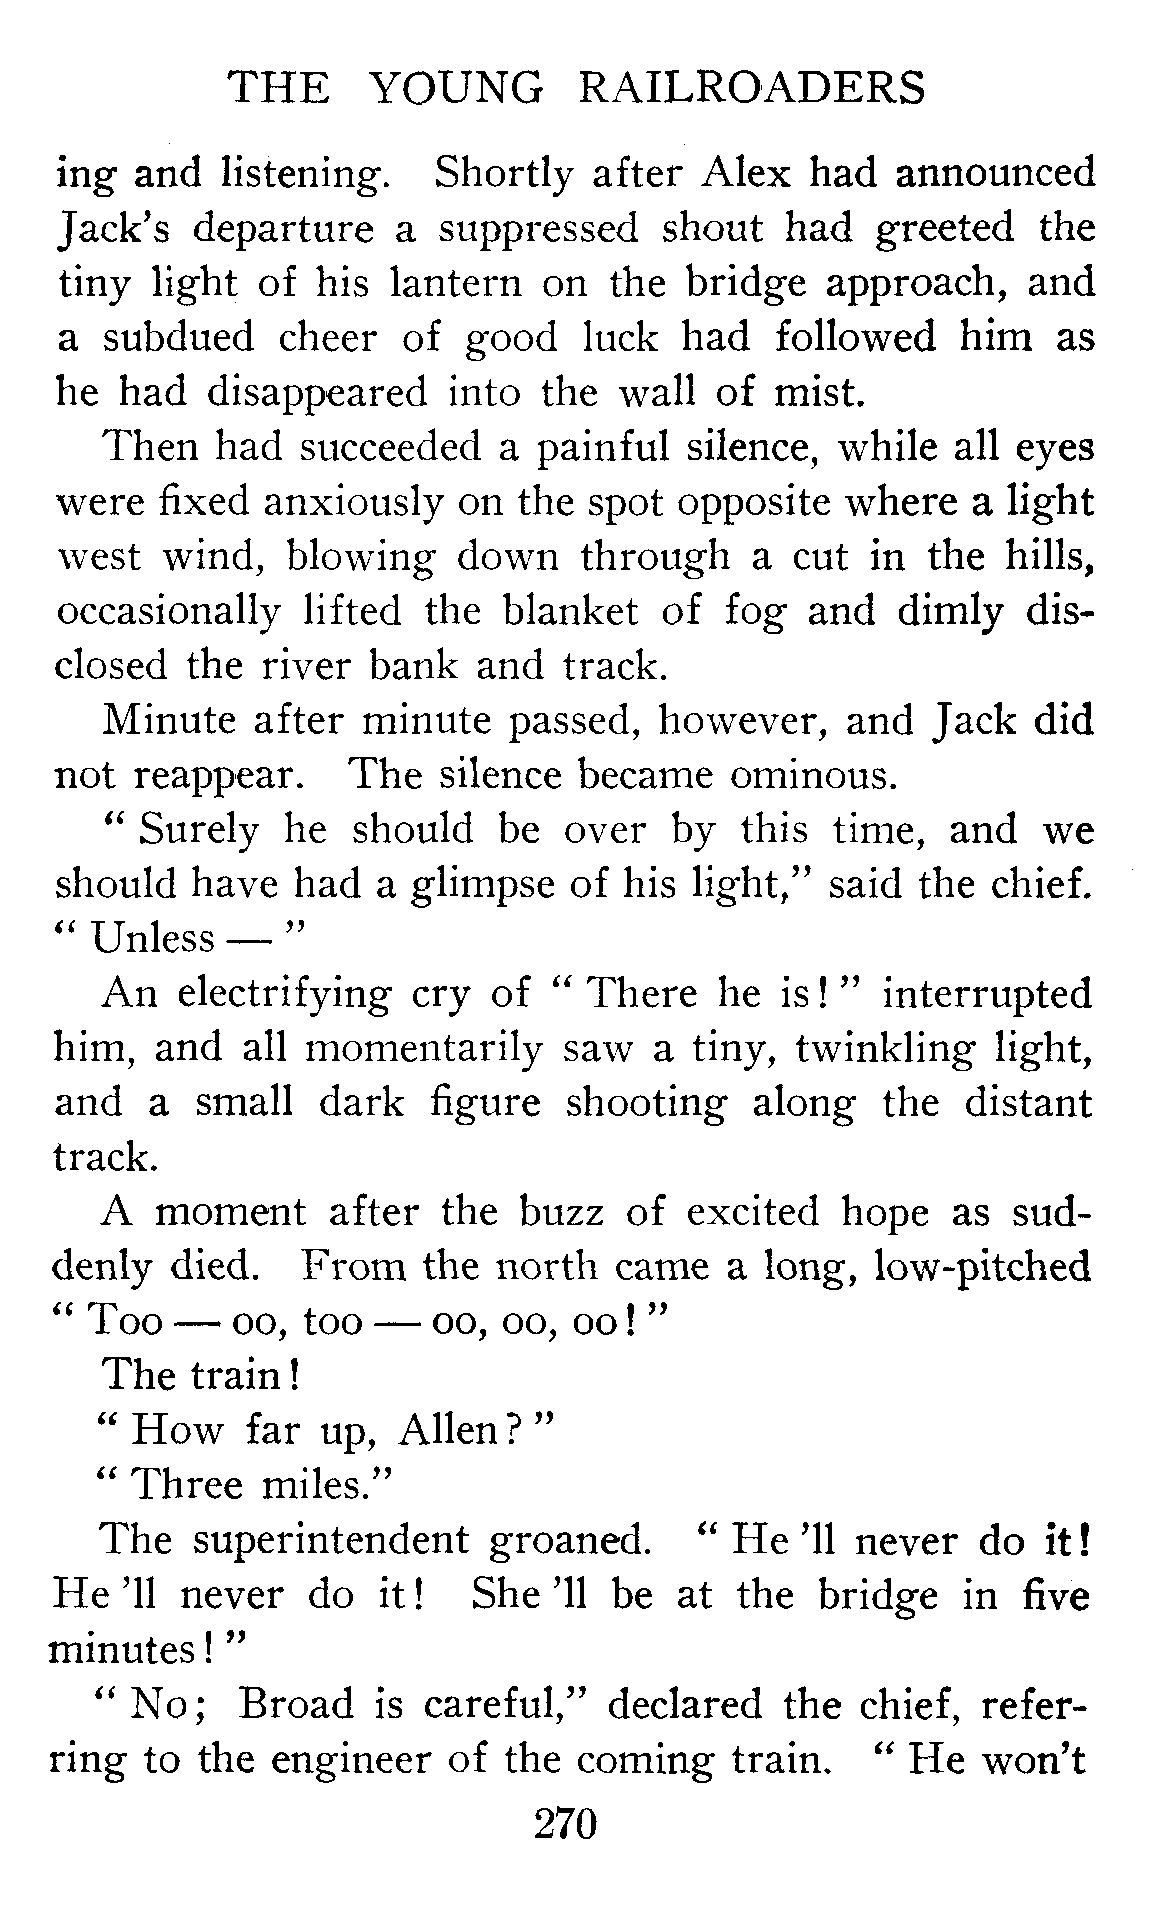 THE YOUNG RAILROADERS
ing and listening. Shortly after Alex had announced
Jack's departure a suppressed shout had greeted the
tiny light of his lantern on the bridge approach, and
a subdued cheer of good luck had followed him as
he had disappeared into the wall of mist.
Then had succeeded a painful silence, while all eyes
were fixed anxiously on the spot opposite where a light
west wind, blowing down through a cut in the hills,
occasionally lifted the blanket of fog and dimly dis-
closed the river bank and track.
Minute after minute passed, however, and Jack did
not reappear. The silence became ominous.
“ Surely he should be over by this time, and we
should have had a glimpse of his light,” said the chief.
“ Unless — ”
An electrifying cry of “ There he is! ” interrupted
him, and all momentarily saw a tiny, twinkling light,
and a small dark figure shooting along the distant
track.
A moment after the buzz of excited hope as sud-
denly died. From the north came a long, low-pitched
“ Too — oo, too — oo, oo, oo! ”
The train!
“ How far up, Allen? ”
“ Three miles.”
The superintendent groaned. “ He 'll never do it!
He 'll never do it! She 'll be at the bridge in five
minutes! ”
“ No; Broad is careful,” declared the chief, refer-
ring to the engineer of the coming train. “ He won't
270